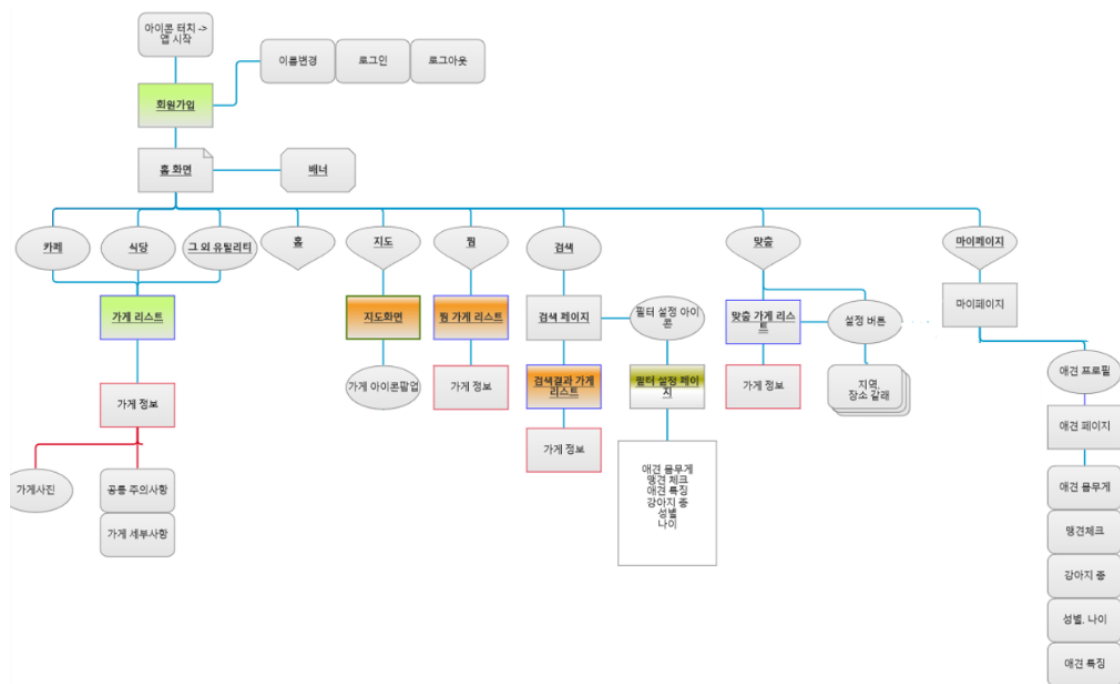 아이콘 터치 ->
앱 시작
이름변경
로그인
로그아웃
회원가입
홈 화면
배너
카페
식당
그 외 유틸리티
홈
지도
찜
검색
맞춤
마이페이지
가게 리스트
지도화면
찜 가게 리스트
검색 페이지
필터 설정 아이
콘
맞춤 가게 리스
트
설정 버튼
마이페이지
가게 정보
가게 아이콘팝업
가게 정보
검색결과 가게
리스트
필터 설정 페이
지
가게 정보
지역,
장소 갈래
애견 프로필
가게 정보
애견 페이지
가게사진
공통 주의사항
가게 세부사항
애견 몸무게
맹견 체크
애견 특징
강아지 종
성별
나이
애견 몸무게
맹견체크
강아지 종
성별, 나이
애견 특징